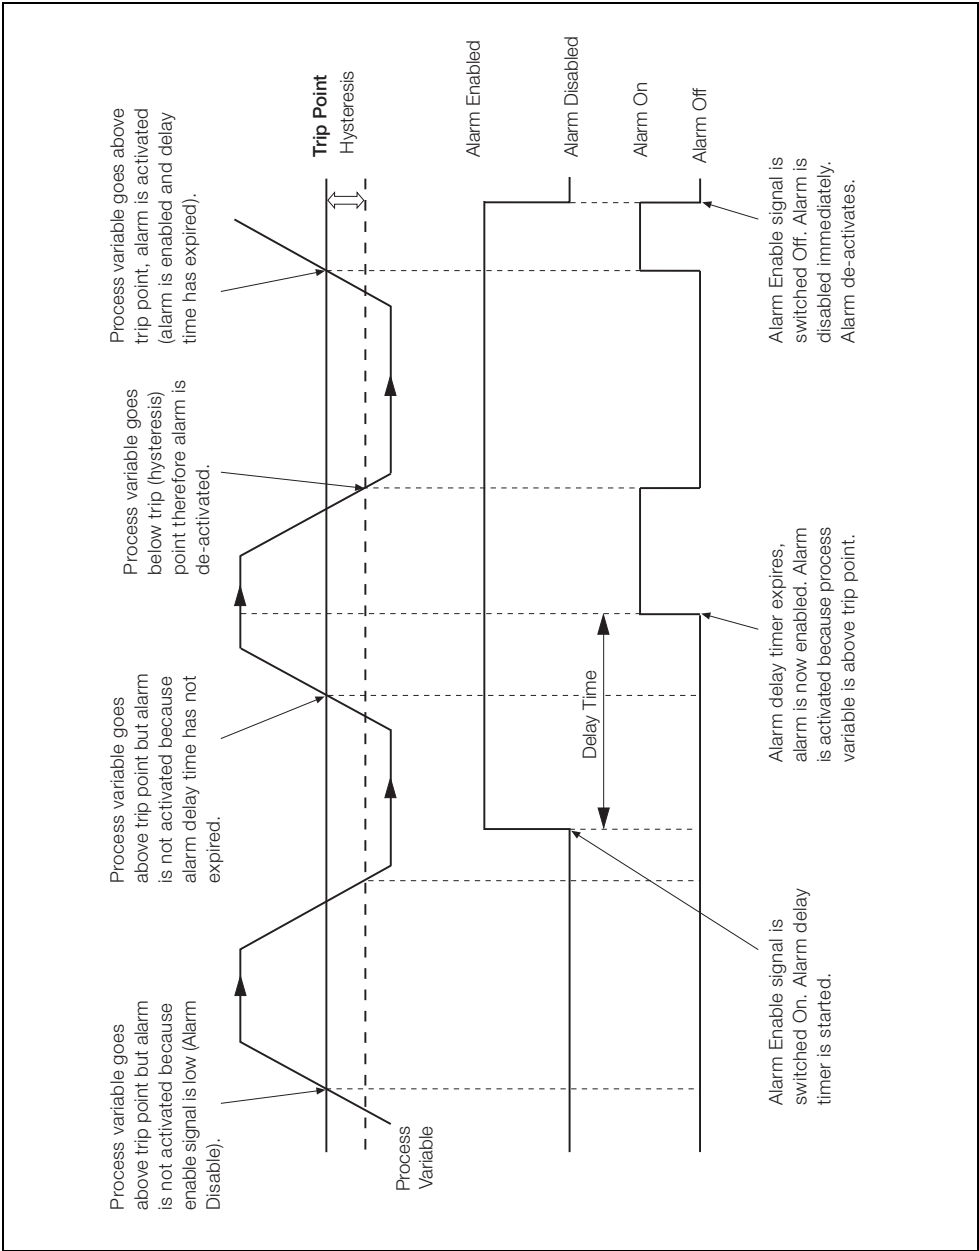 Process variable goes
above trip point but alarm
is not activated because
enable signal is low (Alarm
Disable).
Process variable goes
above trip point but alarm
is not activated because
alarm delay time has not
expired.
Process variable goes
below trip (hysteresis)
point therefore alarm is
de-activated.
Process variable goes above
trip point, alarm is activated
(alarm is enabled and delay
time has expired).
Trip Point
Hysteresis
Process
Variable
Alarm Enabled
Alarm Disabled
Delay Time
Alarm On
Alarm Off
Alarm Enable signal is
switched On. Alarm delay
timer is started.
Alarm delay timer expires,
alarm is now enabled. Alarm
is activated because process
variable is above trip point.
Alarm Enable signal is
switched Off. Alarm is
disabled immediately.
Alarm de-activates.